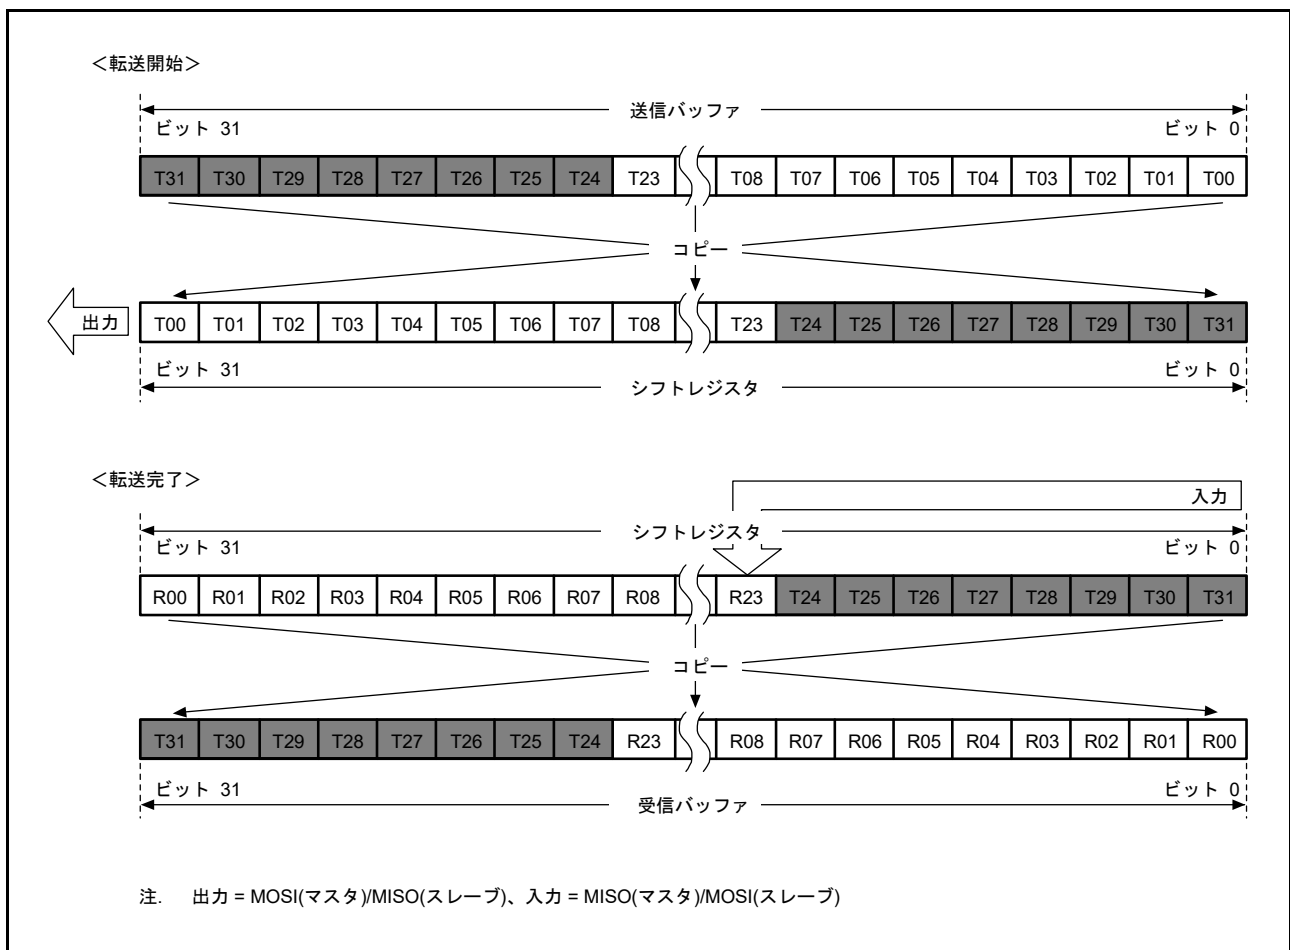 ＜転送開始＞
送信バッファ
ビット 31 ビット 0
T31 T30 T29 T28 T27 T26 T25 T24 T23 T08 T07 T06 T05 T04 T03 T02 T01 T00
コピー
出力 T00 T01 T02 T03 T04 T05 T06 T07 T08 T23 T24 T25 T26 T27 T28 T29 T30 T31
ビット 31 ビット 0
シフトレジスタ
＜転送完了＞
入力
シフトレジスタ
ビット 31 ビット 0
R00 R01 R02 R03 R04 R05 R06 R07 R08 R23 T24 T25 T26 T27 T28 T29 T30 T31
コピー
T31 T30 T29 T28 T27 T26 T25 T24 R23 R08 R07 R06 R05 R04 R03 R02 R01 R00
ビット 31 ビット 0
受信バッファ
注. 出力 = MOSI(マスタ)/MISO(スレーブ)、入力 = MISO(マスタ)/MOSI(スレーブ)